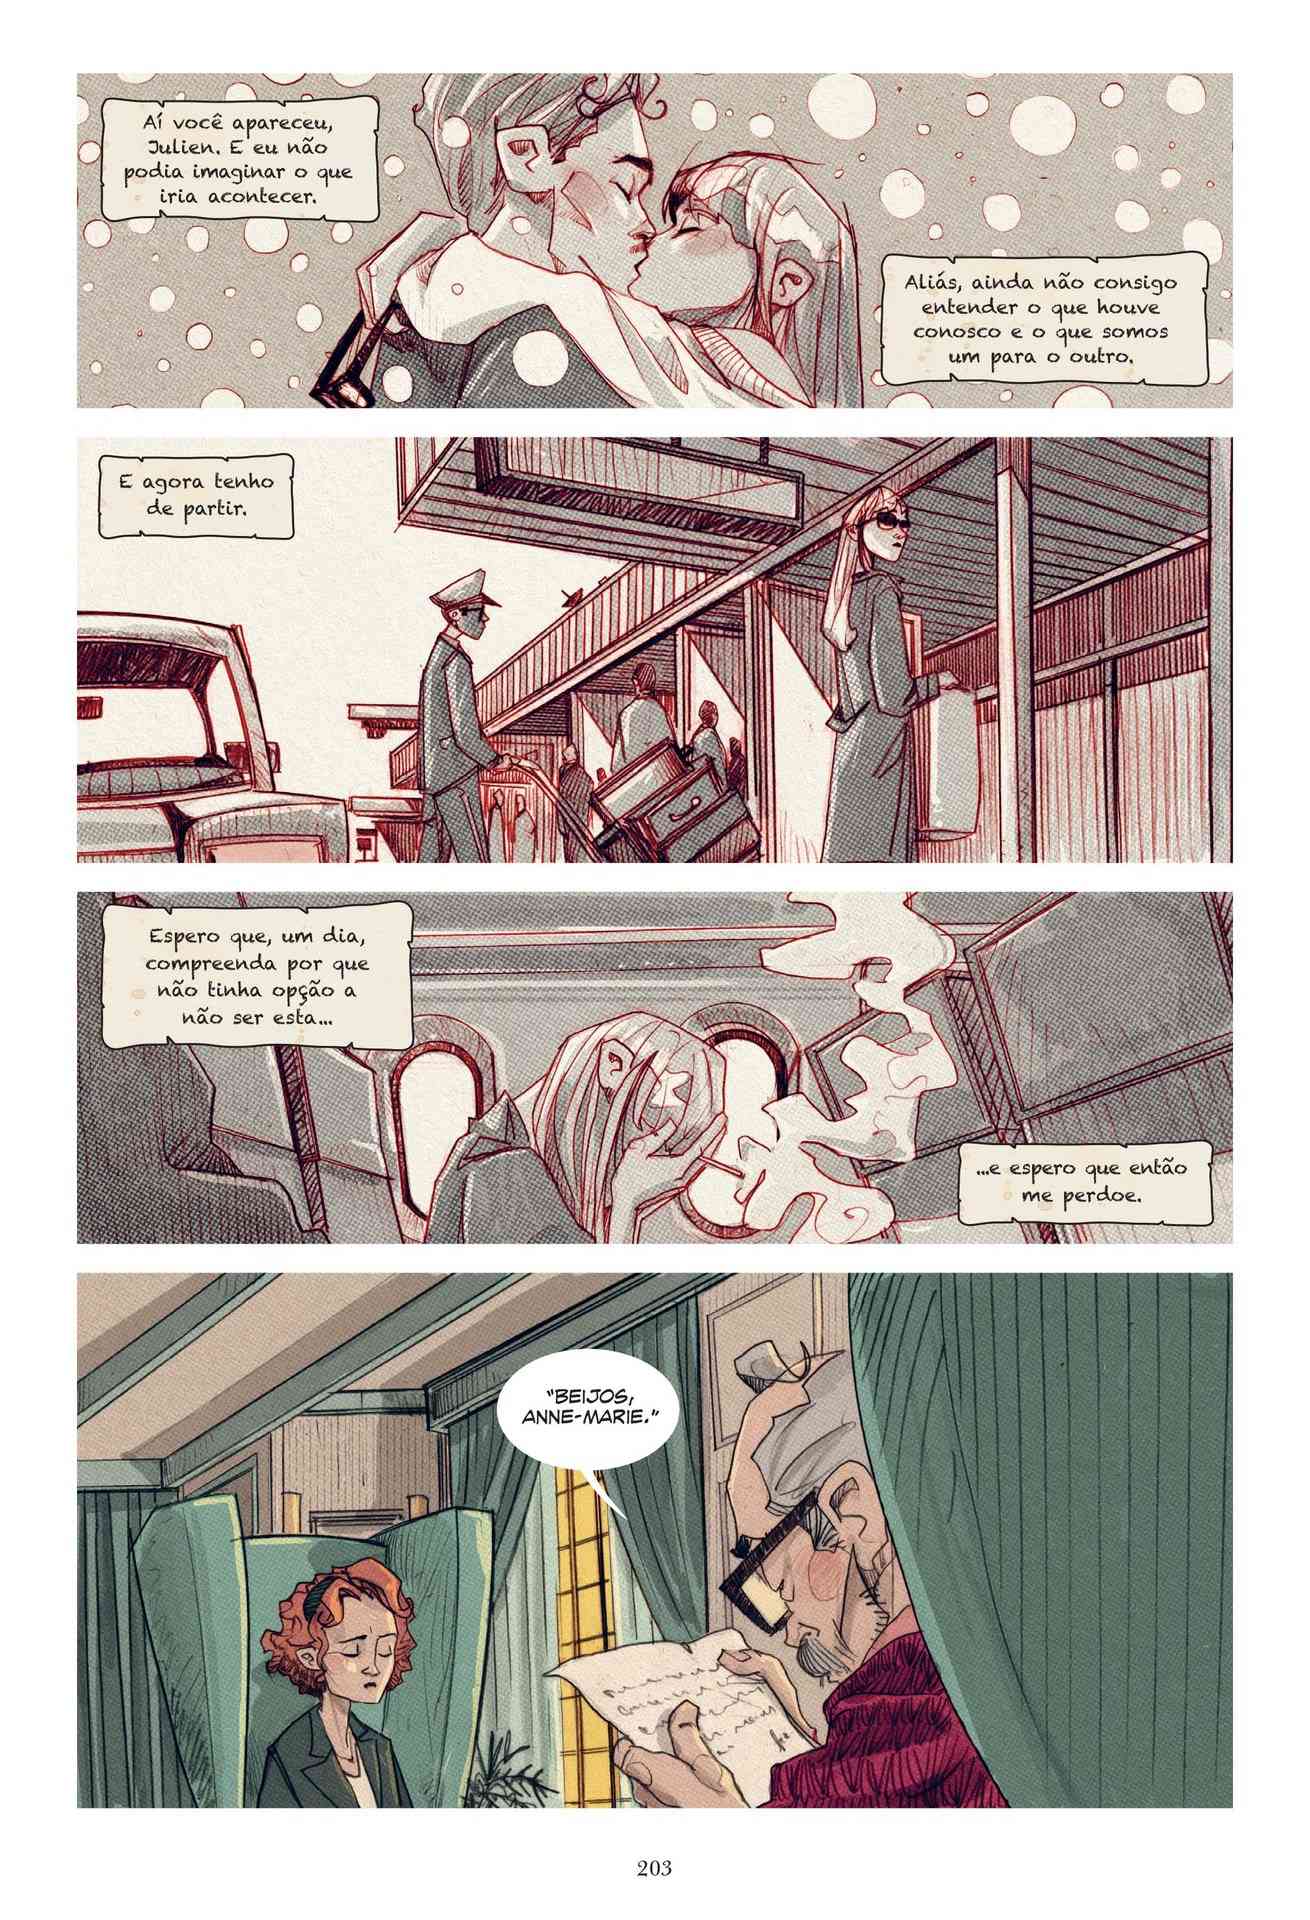 Aí você apareceu,
Julien. E eu não
podia imaginar o que
iria acontecer.
Aliás, ainda não consigo
entender o que houve
conosco e o que somos
um para o outro.
E agora tenho
de partir.
Espero que, um dia,
compreenda por que
não tinha opção a
não ser esta...
...e espero que então
me perdoe.
"BEIJOS,
ANNE-MARIE."
203